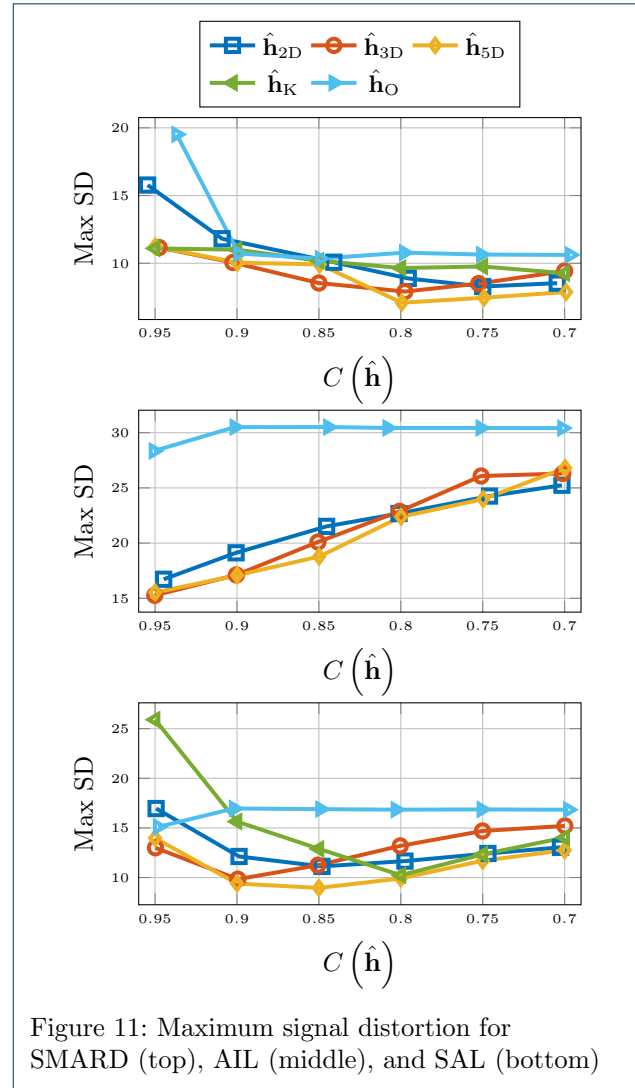 ĥ2D ĥ3D ĥ5D
ĥK ĥO
20
15
10
Max SD
0.95 0.9 0.85 0.8 0.75 0.7
C (ĥ)
30
25
20
15
Max SD
0.95 0.9 0.85 0.8 0.75 0.7
C (ĥ)
25
20
15
10
Max SD
0.95 0.9 0.85 0.8 0.75 0.7
C (ĥ)
Figure 11: Maximum signal distortion for
SMARD (top), AIL (middle), and SAL (bottom)